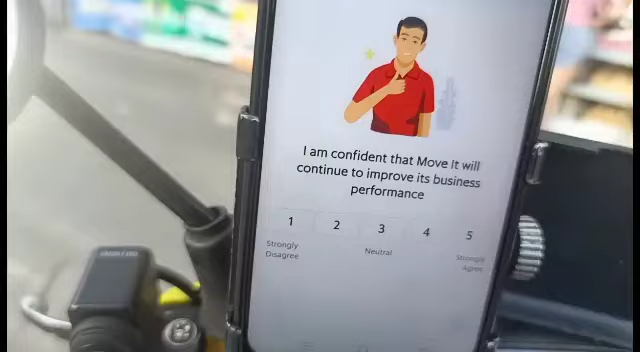 I am confident that Move It will
continue to improve its business
performance
1 2 3 4 5
Strongly
Disagree
Neutral
Strongly
Agree